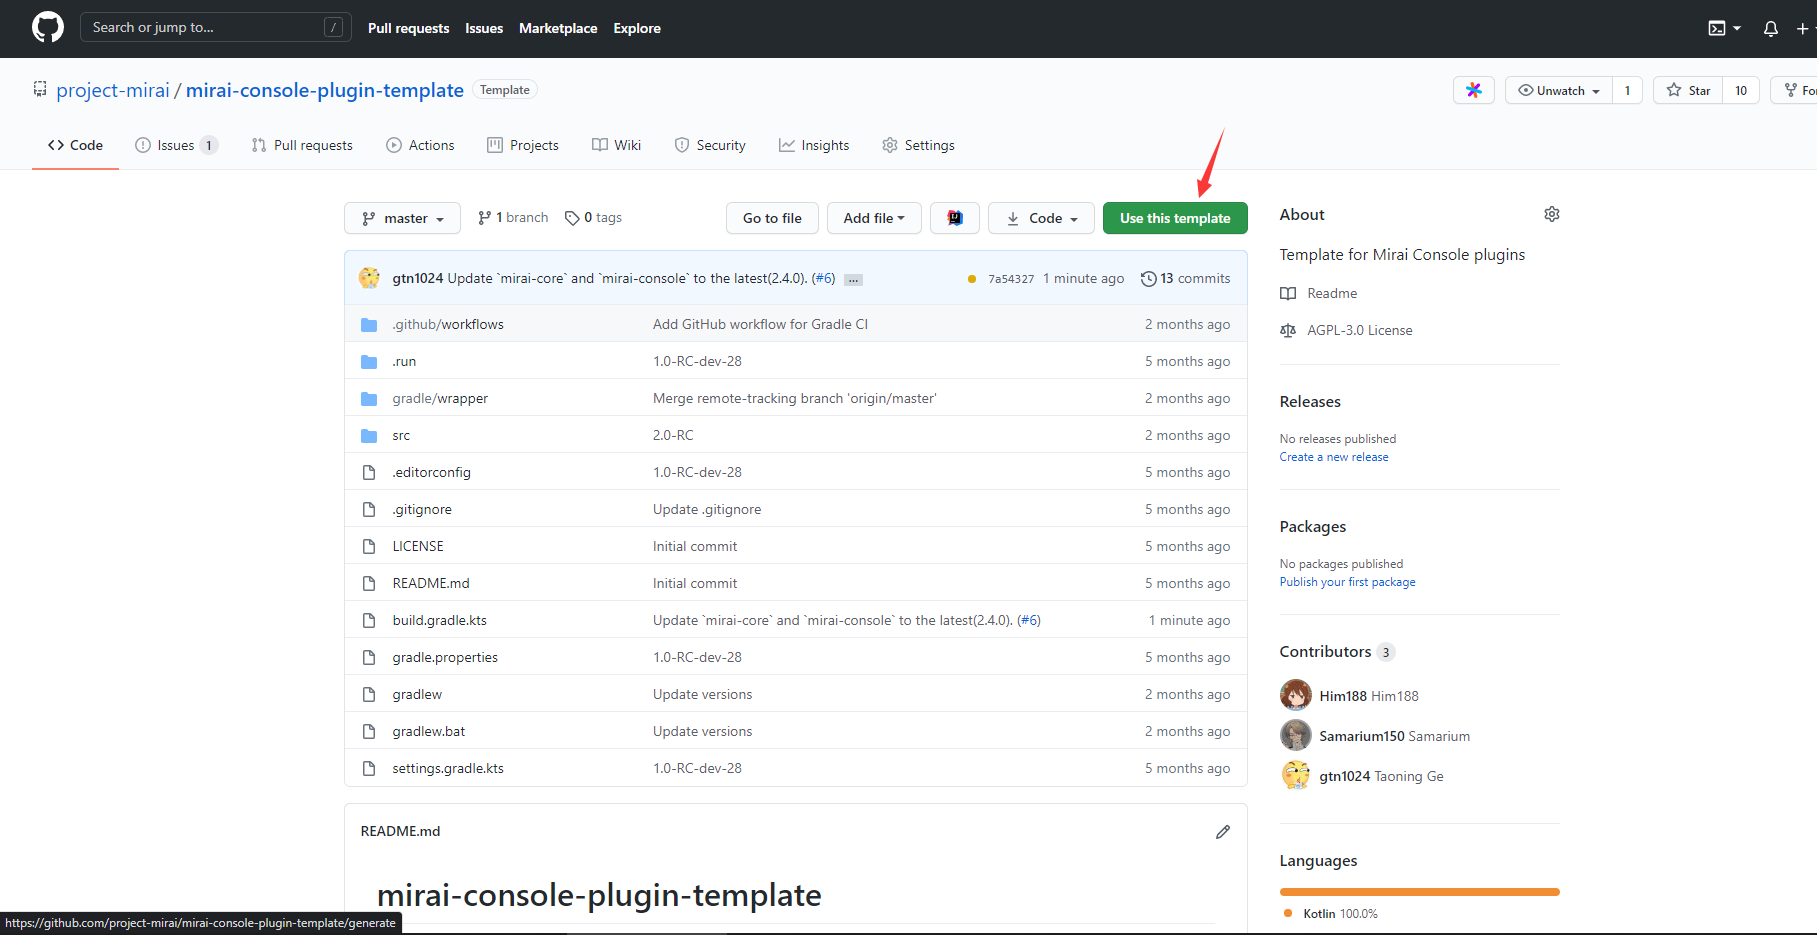 Search or jump to... /
Pull requests Issues Marketplace Explore
project-mirai / mirai-console-plugin-template Template
Unwatch 1 Star 10 Fo
Code Issues 1 Pull requests Actions Projects Wiki Security Insights Settings
master 1 branch 0 tags Go to file Add file Code Use this template
gtn1024 Update `mirai-core` and `mirai-console` to the latest(2.4.0). (#6) ... 7a54327 1 minute ago 13 commits
.github/workflows Add GitHub workflow for Gradle CI 2 months ago
.run 1.0-RC-dev-28 5 months ago
gradle/wrapper Merge remote-tracking branch 'origin/master' 2 months ago
src 2.0-RC 2 months ago
.editorconfig 1.0-RC-dev-28 5 months ago
.gitignore Update .gitignore 5 months ago
LICENSE Initial commit 5 months ago
README.md Initial commit 5 months ago
build.gradle.kts Update `mirai-core` and `mirai-console` to the latest(2.4.0). (#6) 1 minute ago
gradle.properties 1.0-RC-dev-28 5 months ago
gradlew Update versions 2 months ago
gradlew.bat Update versions 2 months ago
settings.gradle.kts 1.0-RC-dev-28 5 months ago
README.md
mirai-console-plugin-template
About
Template for Mirai Console plugins
Readme
AGPL-3.0 License
Releases
No releases published
Create a new release
Packages
No packages published
Publish your first package
Contributors 3
Him188 Him188
Samarium150 Samarium
gtn1024 Taoning Ge
Languages
Kotlin 100.0%
https://github.com/project-mirai/mirai-console-plugin-template/generate